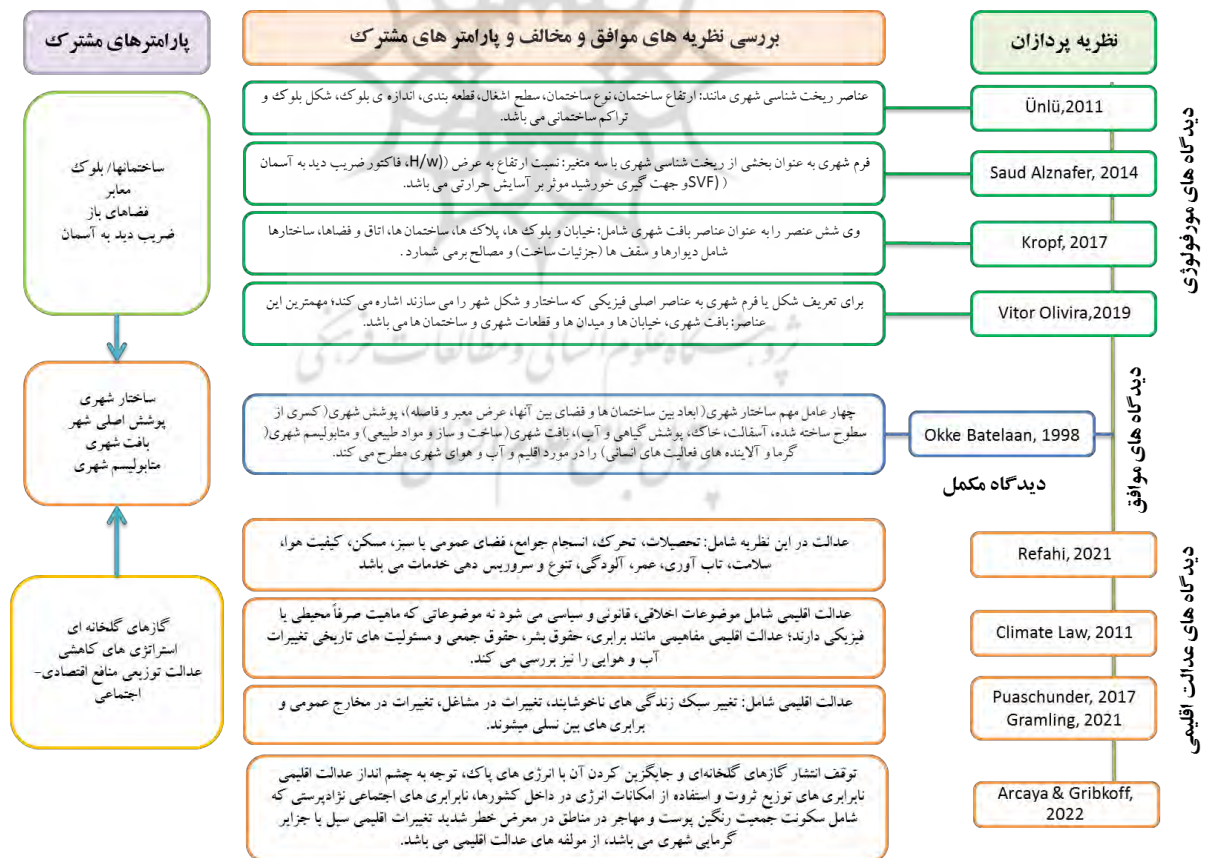 نظریه پردازان
بررسی نظریه های موافق و مخالف و پارامتر های مشترک
پارامترهای مشترک
دیدگاه های مورفولوژی
Ünlü,2011
عناصر ریخت شناسی شهری مانند: ارتفاع ساختمان، نوع ساختمان، سطح اشغال، قطعه بندی، اندازه ی بلوک، شکل بلوک و
تراکم ساختمانی می باشد.
Saud Alznafer, 2014
فرم شهری به عنوان بخشی از ریخت شناسی شهری با سه متغیر: نسبت ارتفاع به عرض ((H/w، فاکتور ضریب دید به آسمان
( (SVFو جهت گیری خورشید موثر بر آسایش حرارتی می باشد.
Kropf, 2017
وی شش عنصر را به عنوان عناصر بافت شهری شامل: خیابان و بلوک ها، پلاک ها، ساختمان ها، اتاق و فضاها، ساختارها
شامل دیوارها و سقف ها (جزئیات ساخت) و مصالح برمی شمارد .
Vitor Olivira,2019
برای تعریف شکل یا فرم شهری به عناصر اصلی فیزیکی که ساختار و شکل شهر را می سازند اشاره می کند؛ مهمترین این
عناصر: بافت شهری، خیابان ها و میدان ها و قطعات شهری و ساختمان ها می باشد.
ساختمانها/ بلوک
معابر
فضاهای باز
ضریب دید به آسمان
پژوهشگاه علوم انسانی و مطالعات فرهنگی
دیدگاه های موافق
Okke Batelaan, 1998
دیدگاه مکمل
چهار عامل مهم ساختار شهری( ابعاد بین ساختمان ها و فضای بین آنها، عرض معبر و فاصله)، پوشش شهری( کسری از
سطوح ساخته شده، آسفالت، خاک، پوشش گیاهی و آب)، بافت شهری( ساخت و ساز و مواد طبیعی) و متابولیسم شهری(
گرما و آلاینده های فعالیت های انسانی) را در مورد اقلیم و آب و هوای شهری مطرح می کند.
ساختار شهری
پوشش اصلی شهر
بافت شهری
متابولیسم شهری
دیدگاه های عدالت اقلیمی
Refahi, 2021
عدالت در این نظریه شامل: تحصیلات، تحرک، انسجام جوامع، فضای عمومی یا سبز، مسکن، کیفیت هوا،
سلامت، تاب آوری، عمر، آلودگی، تنوع و سرویس دهی خدمات می باشد
Climate Law, 2011
عدالت اقلیمی شامل موضوعات اخلاقی، قانونی و سیاسی می شود نه موضوعاتی که ماهیت صرفاً محیطی یا
فیزیکی دارند؛ عدالت اقلیمی مفاهیمی مانند برابری، حقوق بشر، حقوق جمعی و مسئولیت های تاریخی تغییرات
آب و هوایی را نیز بررسی می کند.
Puaschunder, 2017
Gramling, 2021
عدالت اقلیمی شامل: تغییر سبک زندگی های ناخوشایند، تغییرات در مشاغل، تغییرات در مخارج عمومی و
برابری های بین نسلی میشوند.
Arcaya & Gribkoff,
2022
توقف انتشار گازهای گلخانه‌ای و جایگزین کردن آن با انرژی های پاک، توجه به چشم انداز عدالت اقلیمی
نابرابری های توزیع ثروت و استفاده از امکانات انرژی در داخل کشورها، نابرابری های اجتماعی نژادپرستی که
شامل سکونت جمعیت رنگین پوست و مهاجر در مناطق در معرض خطر شدید تغییرات اقلیمی سیل یا جزایر
گرمایی شهری می باشد، از مولفه های عدالت اقلیمی می باشد.
گازهای گلخانه ای
استراتژی های کاهشی
عدالت توزیعی منافع اقتصادی-
اجتماعی